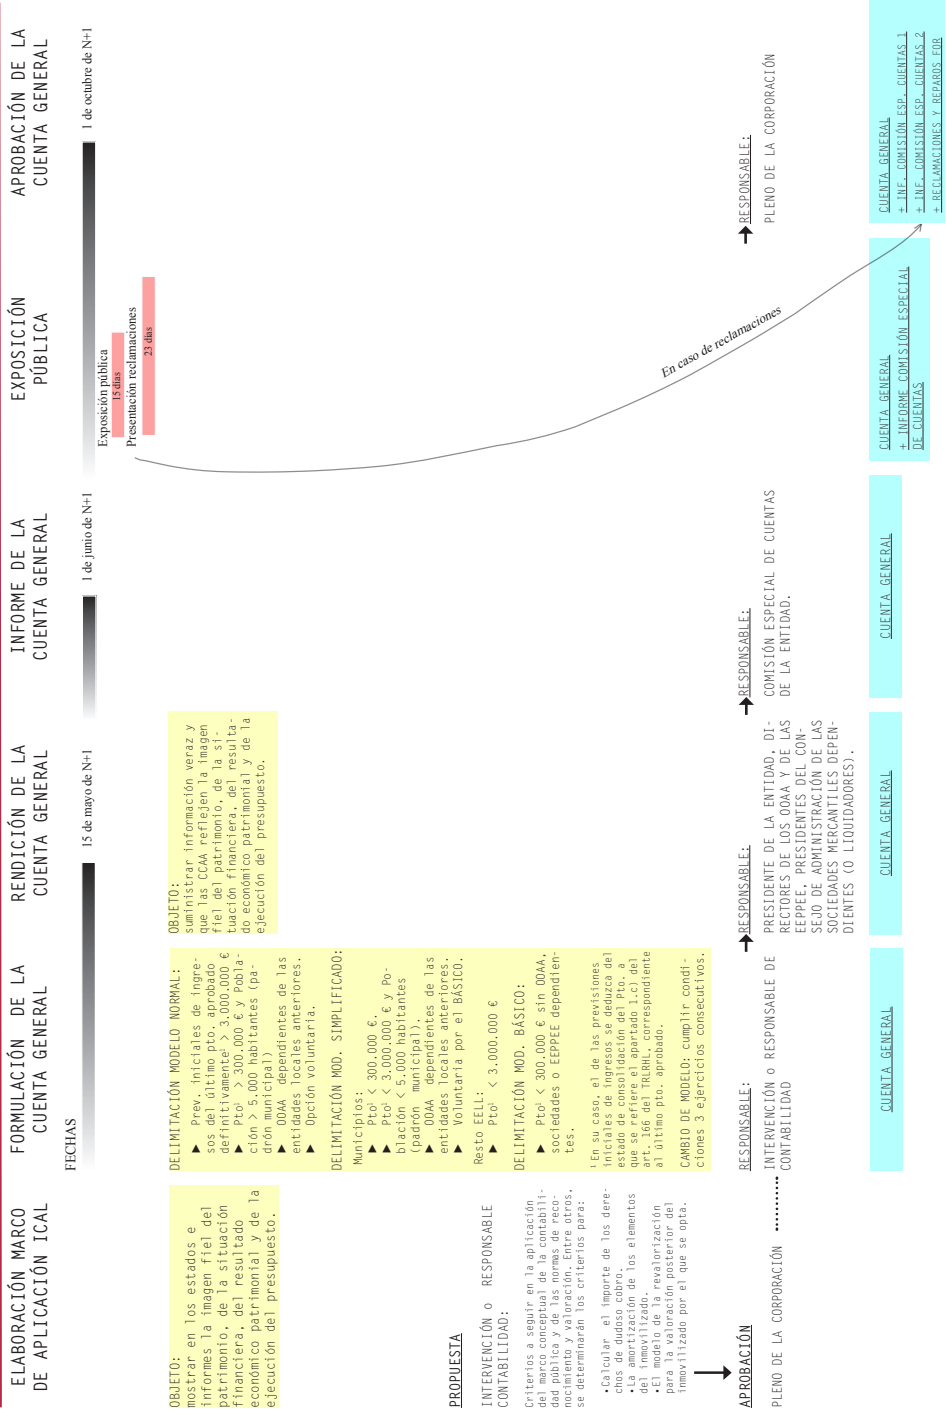 ELABORACIÓN MARCO
DE APLICACIÓN ICAL
OBJETO:
mostrar en los estados e
informes la imagen fiel del
patrimonio, de la situación
financiera, del resultado
económico patrimonial y de la
ejecución del presupuesto.
PROPUESTA
INTERVENCIÓN o RESPONSABLE
CONTABILIDAD:
Criterios a seguir en la aplicación
del marco conceptual de la contabili-
dad pública y de las normas de reco-
nocimiento y valoración. Entre otros,
se determinarán los criterios para:
•Calcular el importe de los dere-
chos de dudoso cobro.
•La amortización de los elementos
del inmovilizado.
•El modelo de la revalorización
para la valoración posterior del
inmovilizado por el que se opta.
APROBACIÓN
PLENO DE LA CORPORACIÓN
FORMULACIÓN DE LA
CUENTA GENERAL
FECHAS
DELIMITACIÓN MODELO NORMAL:
► Prev. iniciales de ingre-
sos del último pto. aprobado
definitivamente¹ > 3.000.000 €
► Pto¹ > 300.000 € y Pobla-
ción > 5.000 habitantes (pa-
drón municipal)
► OOAA dependientes de las
entidades locales anteriores.
► Opción voluntaria.
DELIMITACIÓN MOD. SIMPLIFICADO:
Municipios:
► Pto¹ < 300.000 €.
► Pto¹ < 3.000.000 € y Po-
blación < 5.000 habitantes
(padrón municipal).
► OOAA dependientes de las
entidades locales anteriores.
► Voluntaria por el BÁSICO.
Resto EELL:
► Pto¹ < 3.000.000 €
DELIMITACIÓN MOD. BÁSICO:
► Pto¹ < 300.000 € sin OOAA,
sociedades o EEPPEE dependien-
tes.
¹ En su caso, el de las previsiones
iniciales de ingresos se deduzca del
estado de consolidación del Pto. a
que se refiere el apartado 1.c) del
art. 166 del TRLRHL, correspondiente
al último pto. aprobado.
CAMBIO DE MODELO: cumplir condi-
ciones 3 ejercicios consecutivos.
RESPONSABLE:
INTERVENCIÓN o RESPONSABLE DE
CONTABILIDAD
CUENTA GENERAL
RENDICIÓN DE LA
CUENTA GENERAL
15 de mayo de N+1
OBJETO:
suministrar información veraz y
que las CCAA reflejen la imagen
fiel del patrimonio, de la si-
tuación financiera, del resulta-
do económico patrimonial y de la
ejecución del presupuesto.
RESPONSABLE:
PRESIDENTE DE LA ENTIDAD, DI-
RECTORES DE LOS OOAA Y DE LAS
EEPPEE, PRESIDENTES DEL CON-
SEJO DE ADMINISTRACIÓN DE LAS
SOCIEDADES MERCANTILES DEPEN-
DIENTES (O LIQUIDADORES).
CUENTA GENERAL
INFORME DE LA
CUENTA GENERAL
1 de junio de N+1
RESPONSABLE:
COMISIÓN ESPECIAL DE CUENTAS
DE LA ENTIDAD.
CUENTA GENERAL
EXPOSICIÓN
PÚBLICA
Exposición pública
15 días
Presentación reclamaciones
23 días
En caso de reclamaciones
CUENTA GENERAL
+ INFORME COMISIÓN ESPECIAL
DE CUENTAS
APROBACIÓN DE LA
CUENTA GENERAL
1 de octubre de N+1
RESPONSABLE:
PLENO DE LA CORPORACIÓN
CUENTA GENERAL
+ INF. COMISIÓN ESP. CUENTAS 1
+ INF. COMISIÓN ESP. CUENTAS 2
+ RECLAMACIONES Y REPAROS FOR